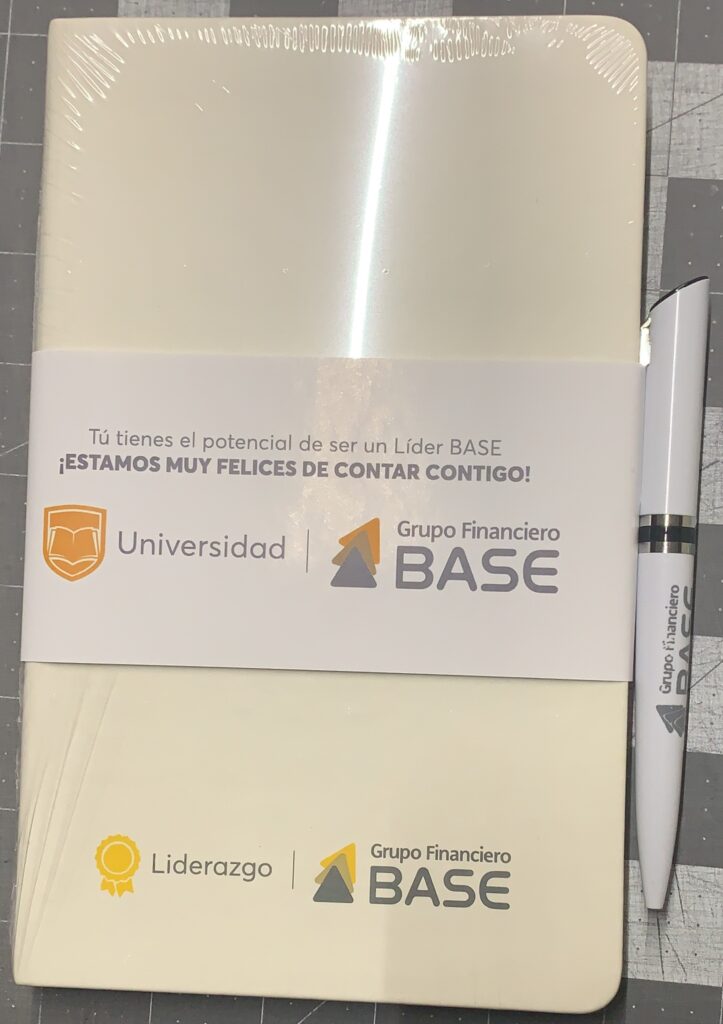 Tú tienes el potencial de ser un Líder BASE
¡ESTAMOS MUY FELICES DE CONTAR CONTIGO!
Universidad
Grupo Financiero
BASE
Liderazgo
Grupo Financiero
BASE
Grupo Financiero
BASE